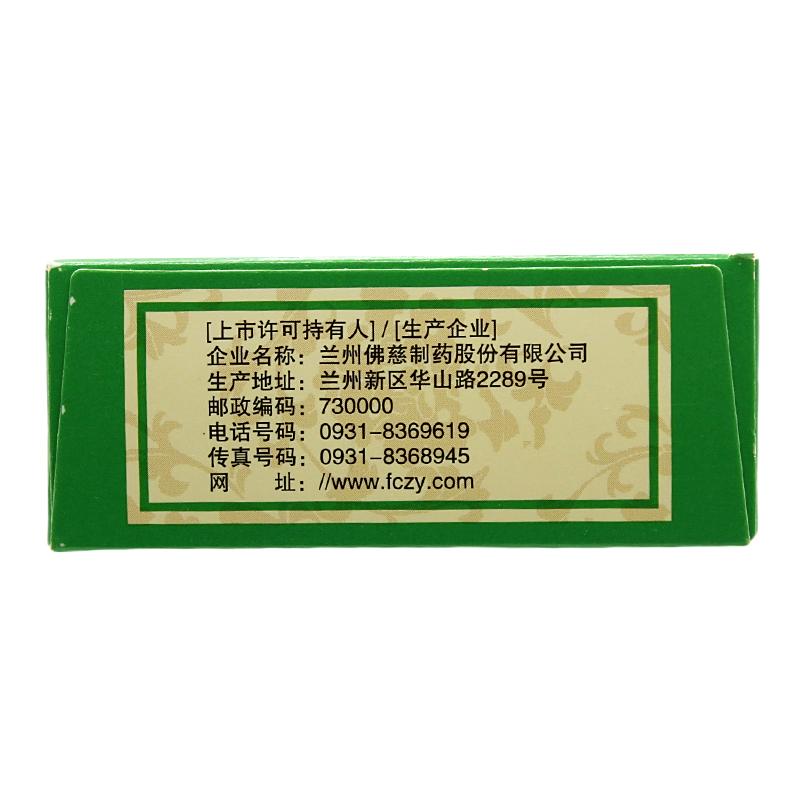 [上市许可持有人] / [生产企业]
企业名称：兰州佛慈制药股份有限公司
生产地址：兰州新区华山路2289号
邮政编码：730000
电话号码：0931-8369619
传真号码：0931-8368945
网　　址：//www.fczy.com